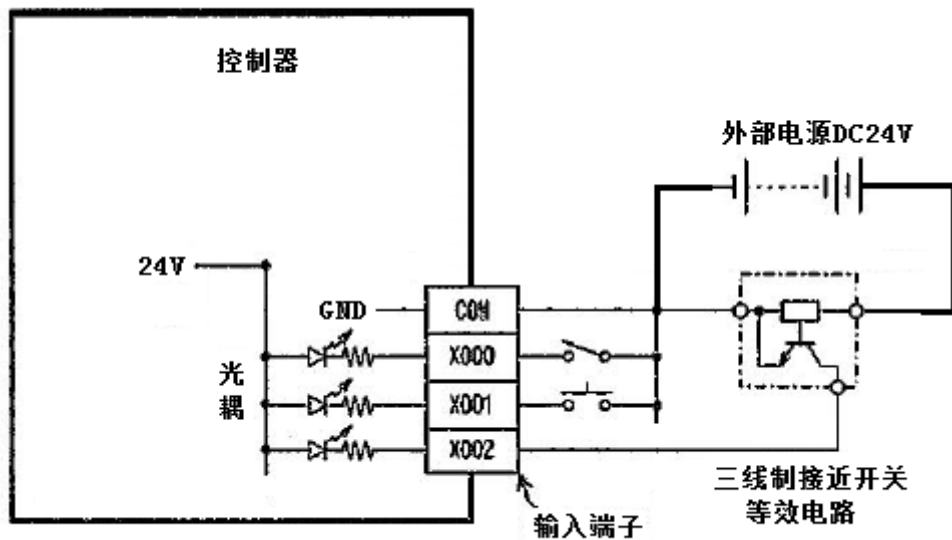 控制器
外部电源DC24V
24V
GND
COM
X000
光
耦
X001
X002
三线制接近开关
等效电路
输入端子